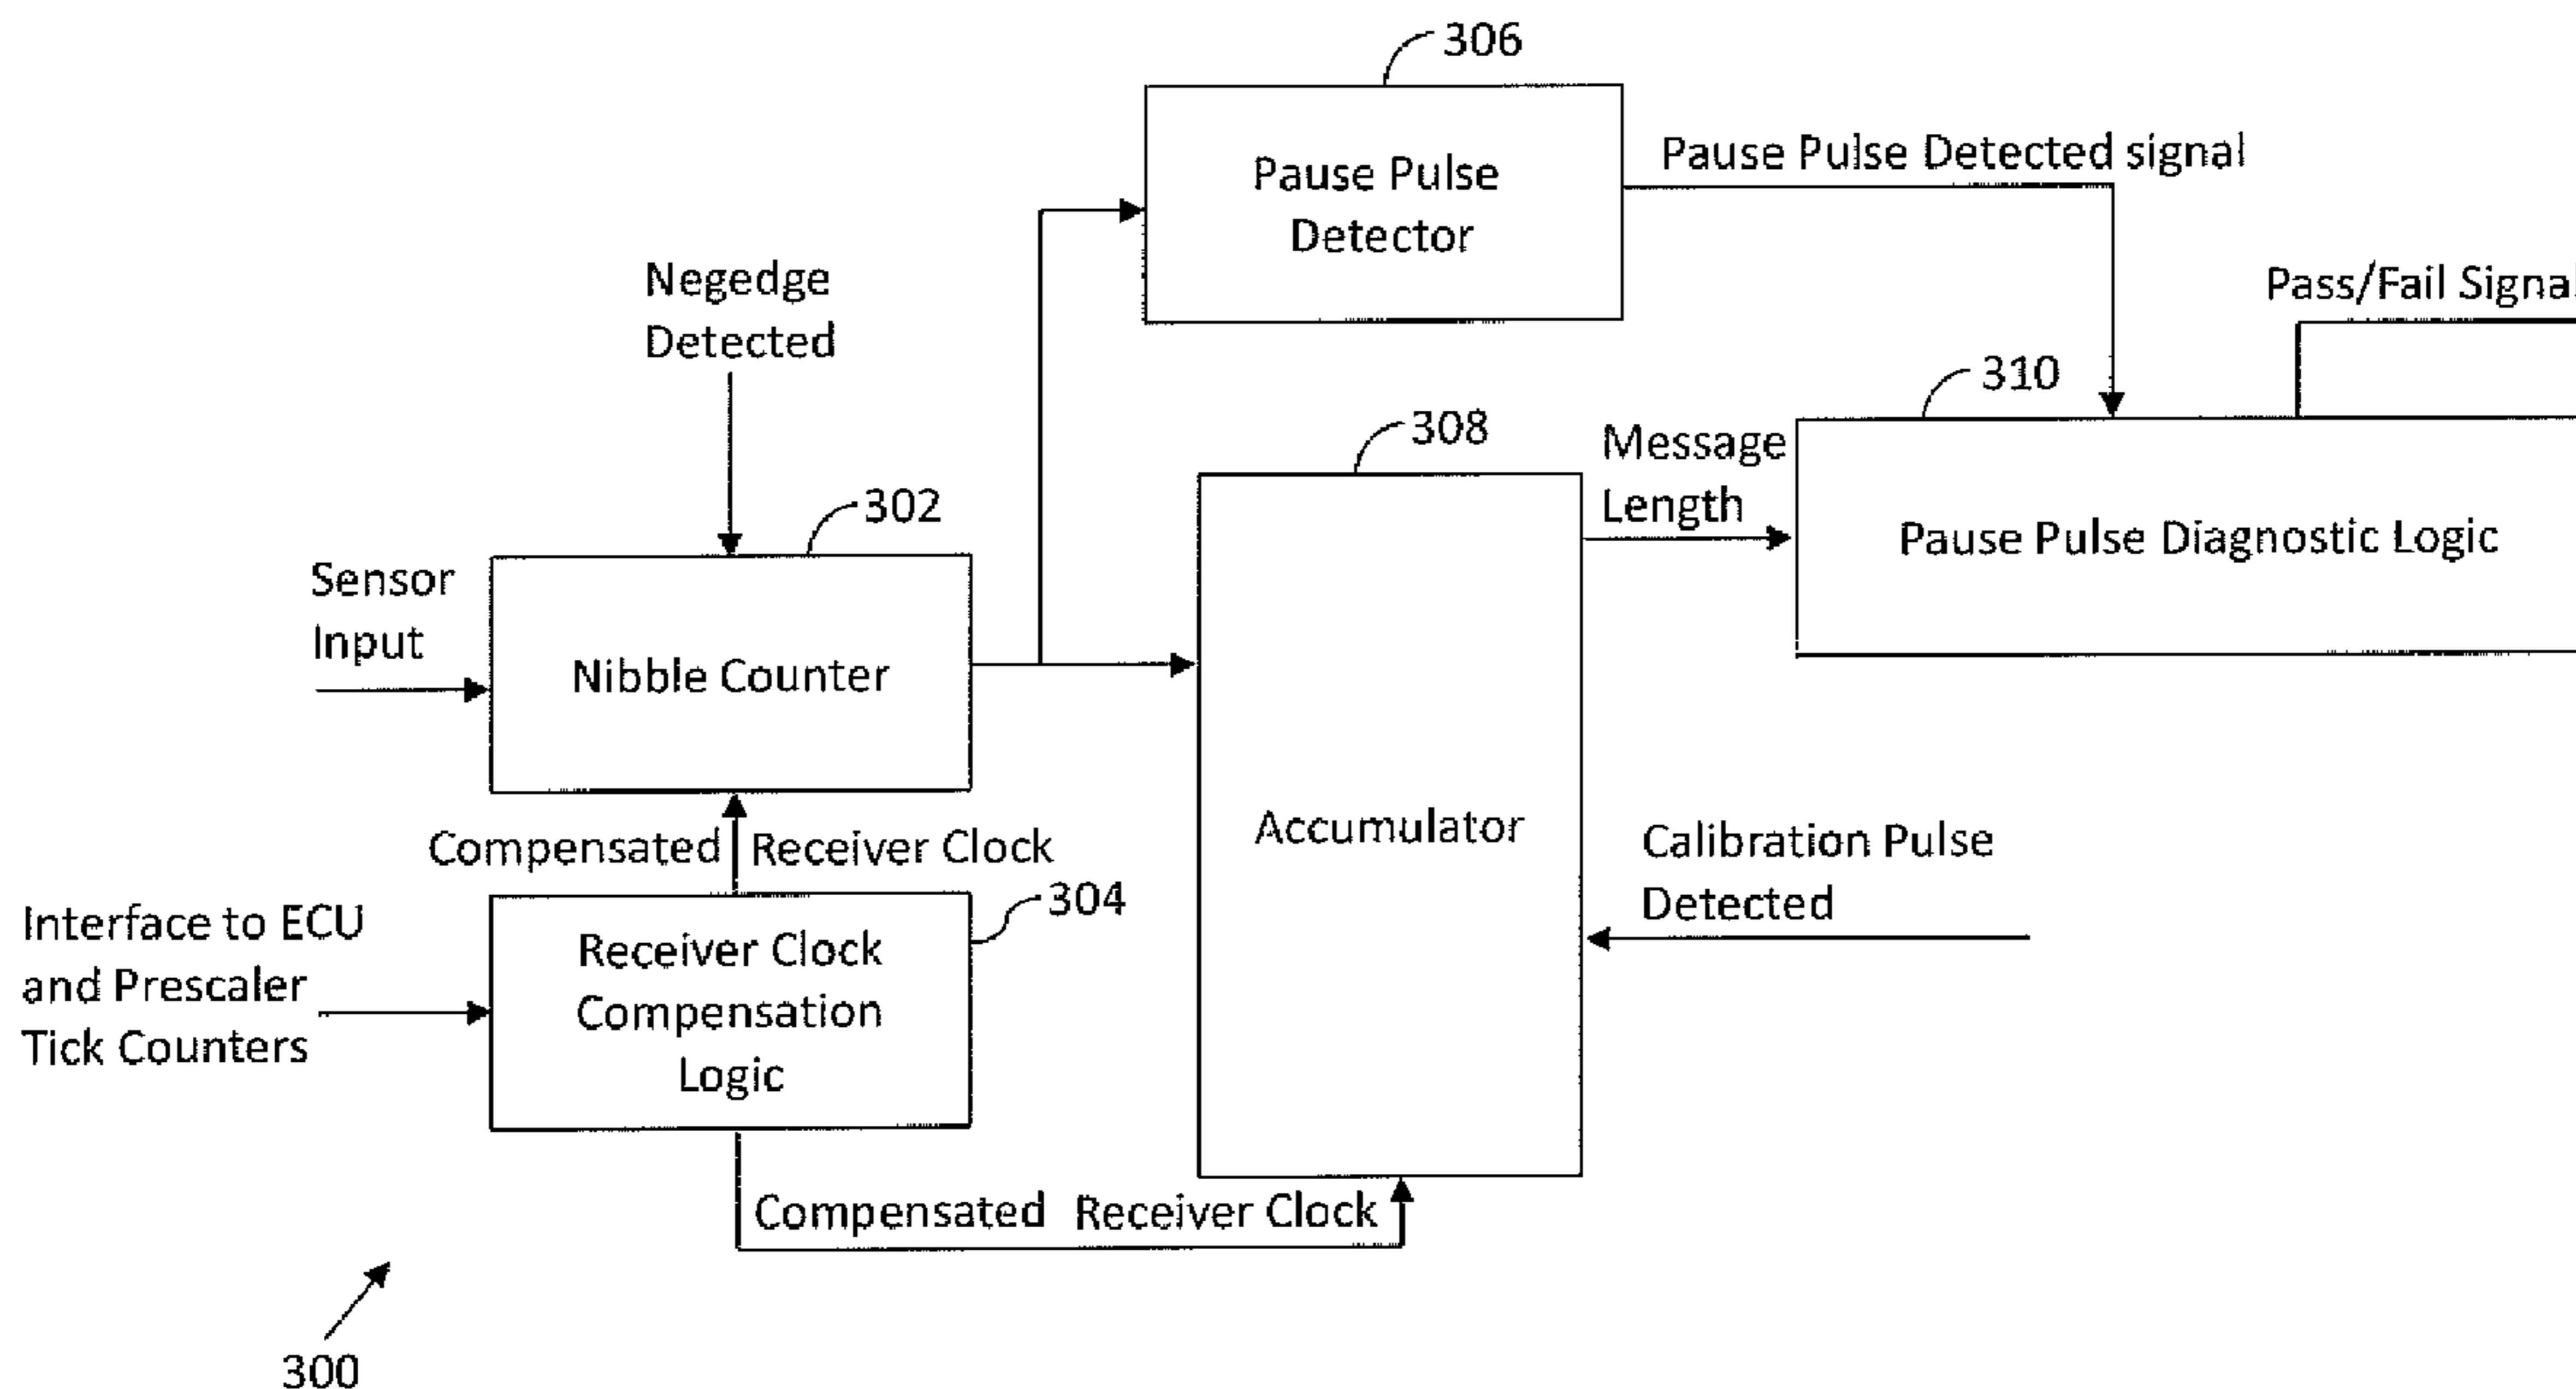 306
Pause Pulse
Detector
Pause Pulse Detected signal
Negedge
Detected
Pass/Fail Signal
310
308
Message
Length
Pause Pulse Diagnostic Logic
302
Sensor
Input
Nibble Counter
Accumulator
Compensated Receiver Clock
Calibration Pulse
Detected
304
Interface to ECU
and Prescaler
Tick Counters
Receiver Clock
Compensation
Logic
Compensated Receiver Clock
300